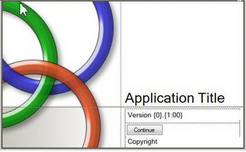 Application Title
Version {0}.{1:00}
Continue
Copyright